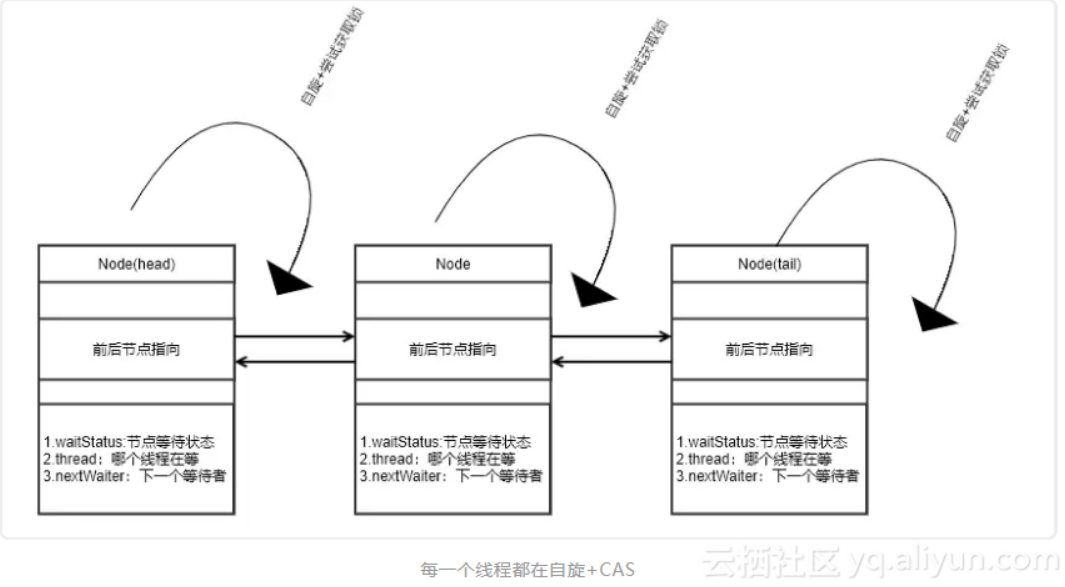 自旋+尝试获取锁
自旋+尝试获取锁
自旋+尝试获取锁
Node(head)
Node
Node(tail)
前后节点指向
前后节点指向
前后节点指向
1.waitStatus:节点等待状态
2.thread：哪个线程在等
3.nextWaiter：下一个等待者
1.waitStatus:节点等待状态
2.thread：哪个线程在等
3.nextWaiter：下一个等待者
1.waitStatus:节点等待状态
2.thread：哪个线程在等
3.nextWaiter：下一个等待者
每一个线程都在自旋+CAS
云栖社区 yq.aliyun.com